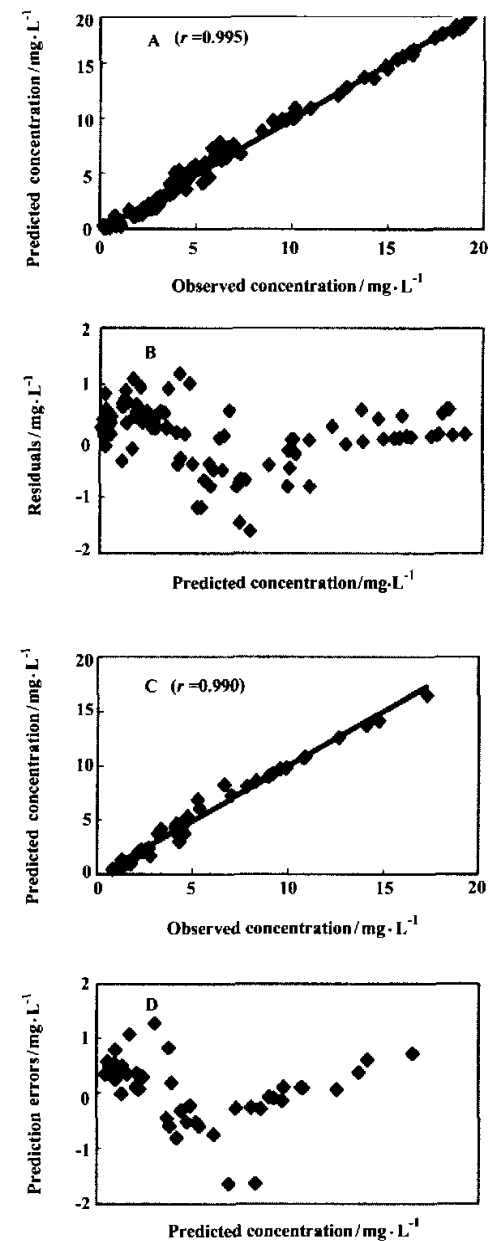 A (r =0.995)
Predicted concentration/mg·L-1
20
15
10
5
0
0 5 10 15 20
Observed concentration/mg·L-1
B
Residuals/mg·L-1
2
1
0
-1
-2
Predicted concentration/mg·L-1
C (r =0.990)
Predicted concentration/mg·L-1
20
15
10
5
0
0 5 10 15 20
Observed concentration/mg·L-1
D
Prediction errors/mg·L-1
2
1
0
-1
-2
Predicted concentration/mg·L-1